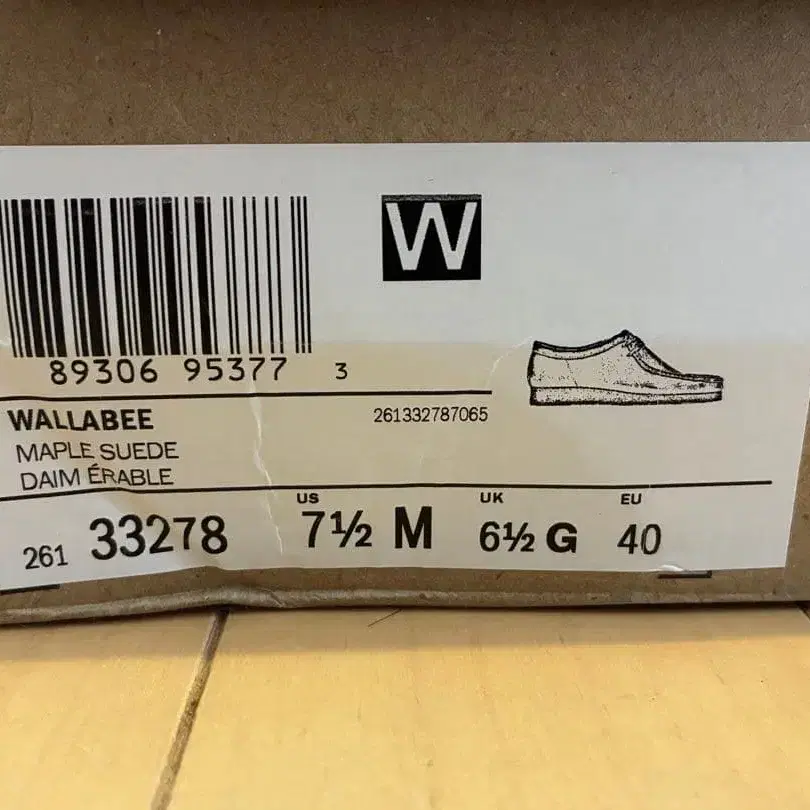 W
89306 95377 3
WALLABEE
261332787065
MAPLE SUEDE
DAIM ÉRABLE
US UK EU
261 33278 7½ M 6½ G 40